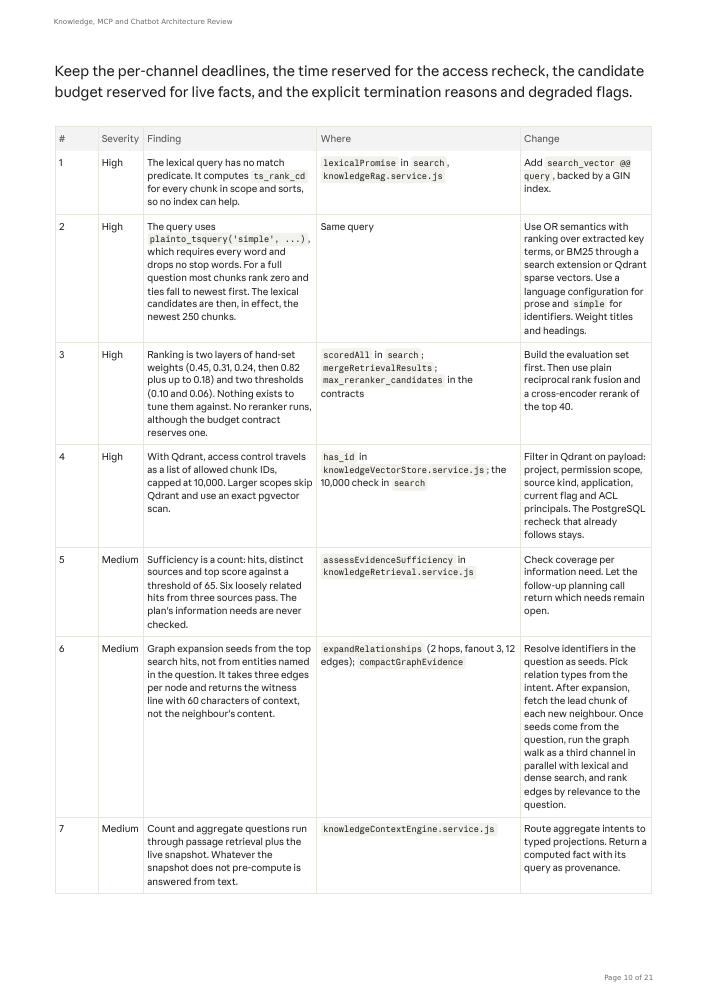 Knowledge, MCP and Chatbot Architecture Review
Keep the per-channel deadlines, the time reserved for the access recheck, the candidate
budget reserved for live facts, and the explicit termination reasons and degraded flags.
# Severity Finding Where Change
1 High
The lexical query has no match
predicate. It computes ts_rank_cd
for every chunk in scope and sorts,
so no index can help.
lexicalPromise in search,
knowledgeRag.service.js
Add search_vector @@
query, backed by a GIN
index.
2 High
The query uses
plainto_tsquery('simple', ...),
which requires every word and
drops no stop words. For a full
question most chunks rank zero and
ties fall to newest first. The lexical
candidates are then, in effect, the
newest 250 chunks.
Same query
Use OR semantics with
ranking over extracted key
terms, or BM25 through a
search extension or Qdrant
sparse vectors. Use a
language configuration for
prose and simple for
identifiers. Weight titles
and headings.
3 High
Ranking is two layers of hand-set
weights (0.45, 0.31, 0.24, then 0.82
plus up to 0.18) and two thresholds
(0.10 and 0.06). Nothing exists to
tune them against. No reranker runs,
although the budget contract
reserves one.
scoredAll in search;
mergeRetrievalResults;
max_reranker_candidates in the
contracts
Build the evaluation set
first. Then use plain
reciprocal rank fusion and
a cross-encoder rerank of
the top 40.
4 High
With Qdrant, access control travels
as a list of allowed chunk IDs,
capped at 10,000. Larger scopes skip
Qdrant and use an exact pgvector
scan.
has_id in
knowledgeVectorStore.service.js; the
10,000 check in search
Filter in Qdrant on payload:
project, permission scope,
source kind, application,
current flag and ACL
principals. The PostgreSQL
recheck that already
follows stays.
5 Medium
Sufficiency is a count: hits, distinct
sources and top score against a
threshold of 65. Six loosely related
hits from three sources pass. The
plan's information needs are never
checked.
assessEvidenceSufficiency in
knowledgeRetrieval.service.js
Check coverage per
information need. Let the
follow-up planning call
return which needs remain
open.
6 Medium
Graph expansion seeds from the top
search hits, not from entities named
in the question. It takes three edges
per node and returns the witness
line with 60 characters of context,
not the neighbour's content.
expandRelationships (2 hops, fanout 3, 12
edges); compactGraphEvidence
Resolve identifiers in the
question as seeds. Pick
relation types from the
intent. After expansion,
fetch the lead chunk of
each new neighbour. Once
seeds come from the
question, run the graph
walk as a third channel in
parallel with lexical and
dense search, and rank
edges by relevance to the
question.
7 Medium
Count and aggregate questions run
through passage retrieval plus the
live snapshot. Whatever the
snapshot does not pre-compute is
answered from text.
knowledgeContextEngine.service.js
Route aggregate intents to
typed projections. Return a
computed fact with its
query as provenance.
Page 10 of 21